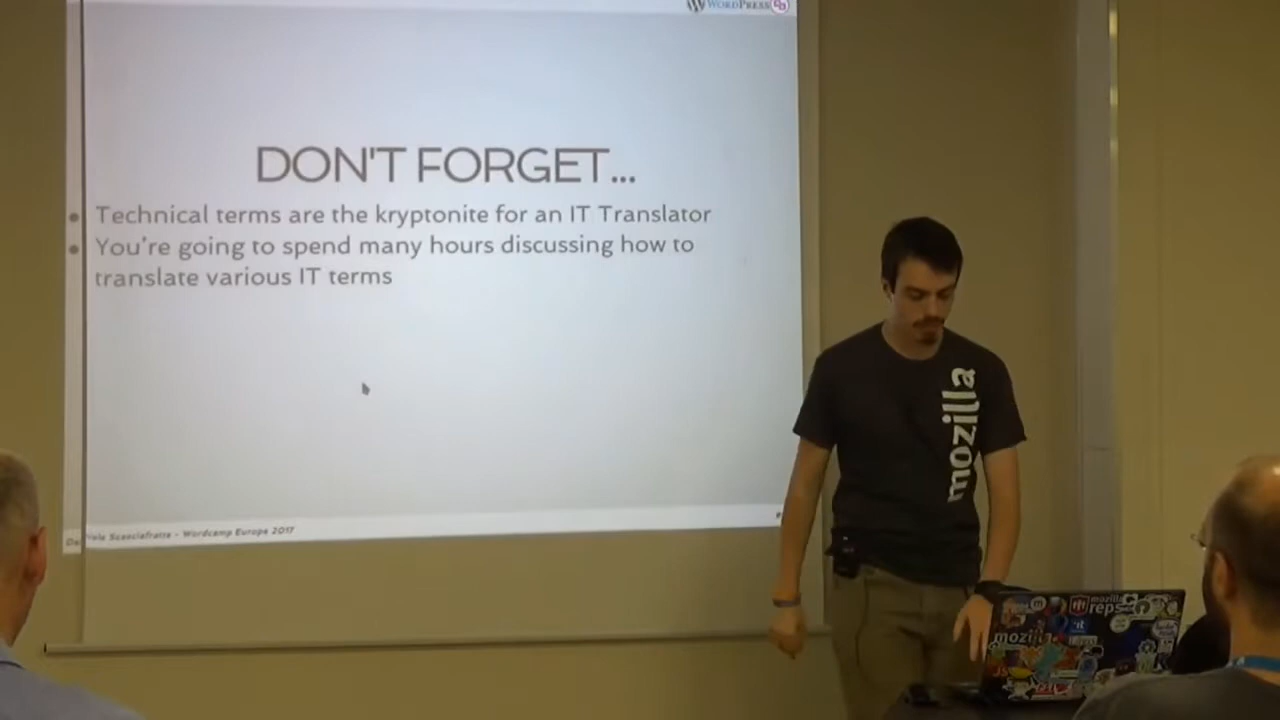 WORDPRESS
DON'T FORGET...
Technical terms are the kryptonite for an IT Translator
You're going to spend many hours discussing how to
translate various IT terms
Scasciafratte - Wordcamp Europe 2017
mozilla
mozilla
reps
mozilla